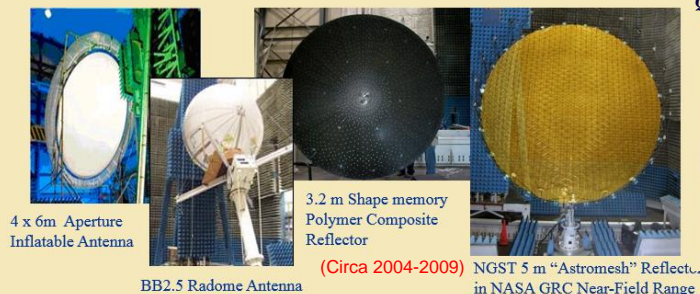 4 x 6m Aperture
Inflatable Antenna
BB2.5 Radome Antenna
3.2 m Shape memory
Polymer Composite
Reflector
(Circa 2004-2009)
NGST 5 m “Astromesh”
in NASA GRC Near-Field Range